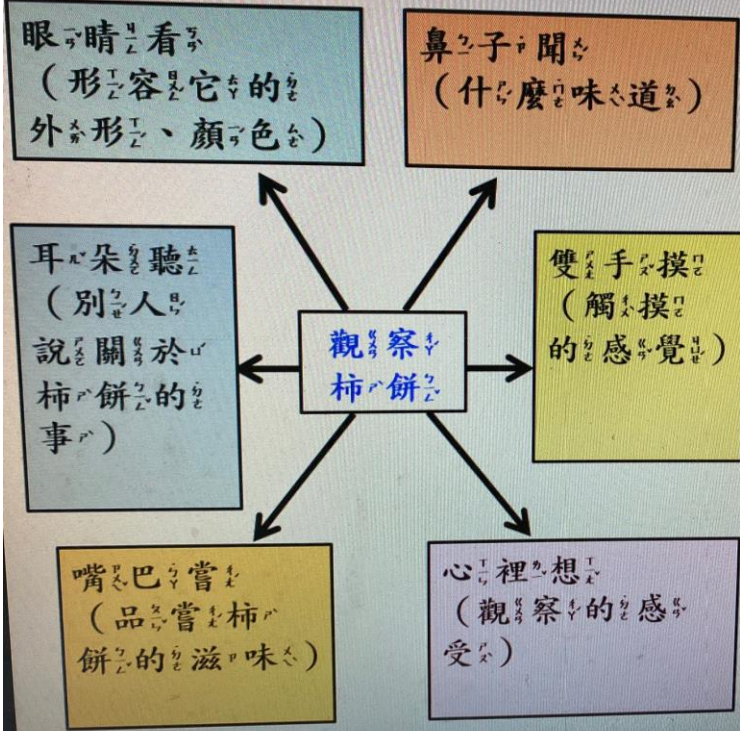 眼睛看
(形容它的
外形、顏色)
鼻子聞
(什麼味道)
耳朵聽
(別人
說關於
柿餅的
事)
觀察
柿餅
雙手摸
(觸摸
的感覺)
嘴巴嘗
(品嘗柿
餅的滋味)
心裡想
(觀察的感
受)